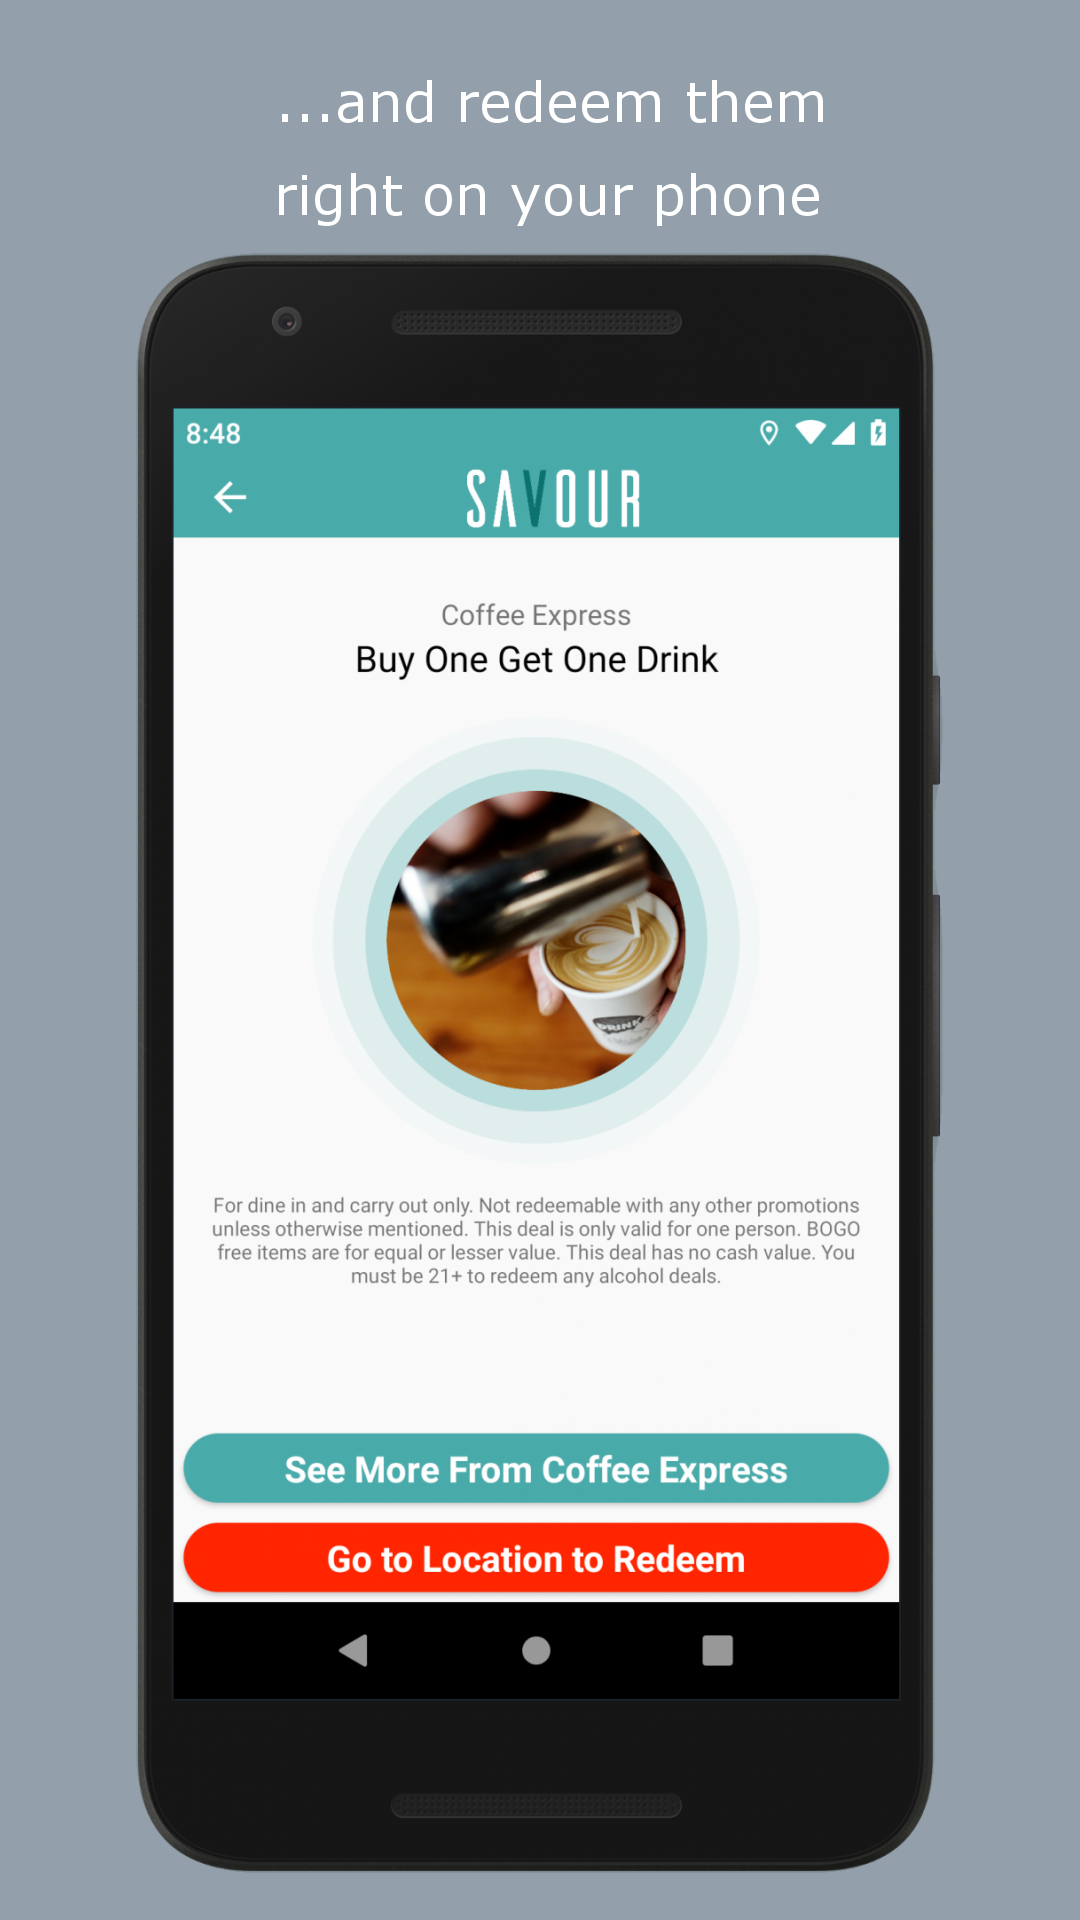 ...and redeem them
right on your phone
8:48
SAVOUR
Coffee Express
Buy One Get One Drink
DRINK
For dine in and carry out only. Not redeemable with any other promotions
unless otherwise mentioned. This deal is only valid for one person. BOGO
free items are for equal or lesser value. This deal has no cash value. You
must be 21+ to redeem any alcohol deals.
See More From Coffee Express
Go to Location to Redeem